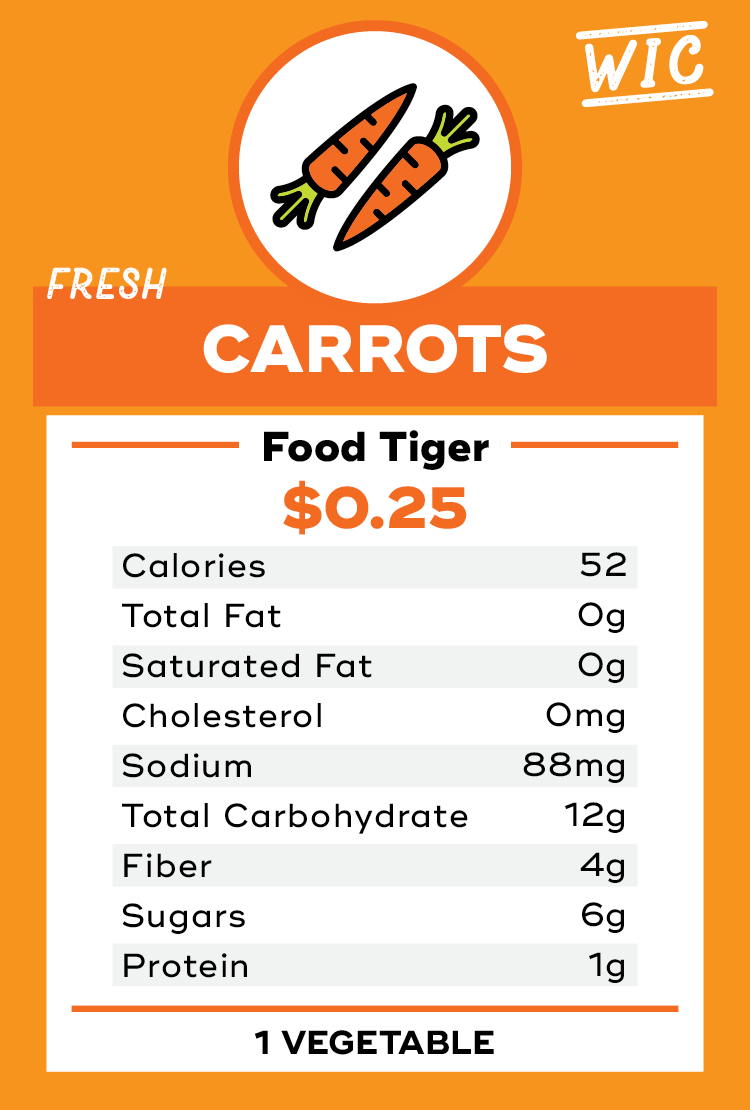 WIC
FRESH
CARROTS
Food Tiger
$0.25
Calories 52
Total Fat 0g
Saturated Fat 0g
Cholesterol 0mg
Sodium 88mg
Total Carbohydrate 12g
Fiber 4g
Sugars 6g
Protein 1g
1 VEGETABLE